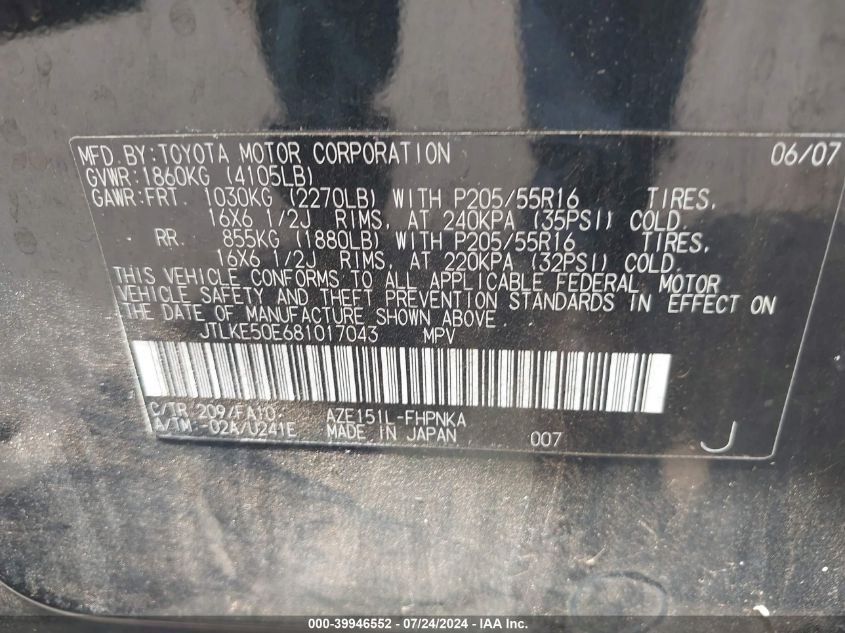 MFD.BY:TOYOTA MOTOR CORPORATION 06/07
GVWR:1860KG (4105LB)
GAWR:FRT. 1030KG (2270LB) WITH P205/55R16 TIRES,
16X6 1/2J RIMS, AT 240KPA (35PSI) COLD.
RR. 855KG (1880LB) WITH P205/55R16 TIRES,
16X6 1/2J RIMS, AT 220KPA (32PSI) COLD.
THIS VEHICLE CONFORMS TO ALL APPLICABLE FEDERAL MOTOR
VEHICLE SAFETY AND THEFT PREVENTION STANDARDS IN EFFECT ON
THE DATE OF MANUFACTURE SHOWN ABOVE.
JTLKE50E681017043 MPV
C/TR 209/FA10 AZE151L-FHPNKA
A/TM -02A/U241E MADE IN JAPAN 007 J
000-39946552 / 07/24/2024 - IAA Inc.